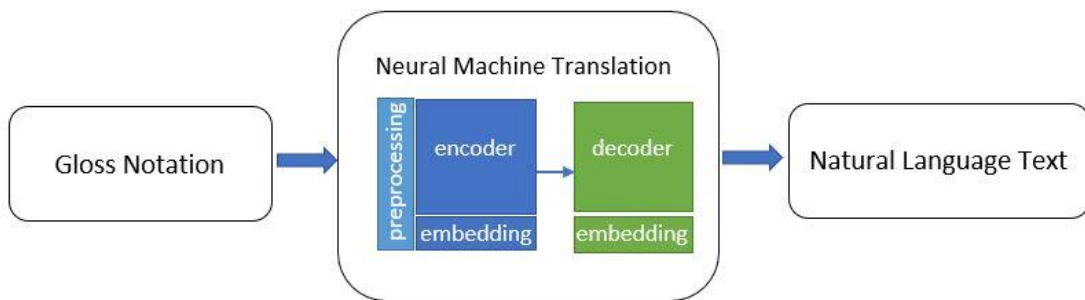 Neural Machine Translation
Gloss Notation
preprocessing
encoder
embedding
decoder
embedding
Natural Language Text